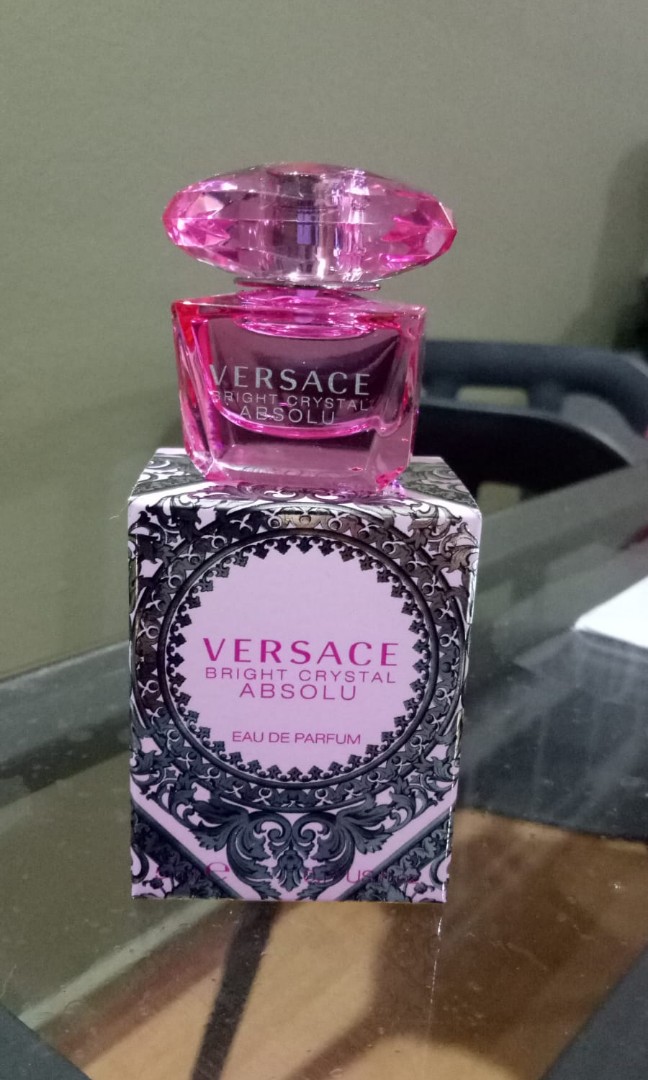 VERSACE
BRIGHT CRYSTAL
ABSOLU
VERSACE
BRIGHT CRYSTAL
ABSOLU
EAU DE PARFUM